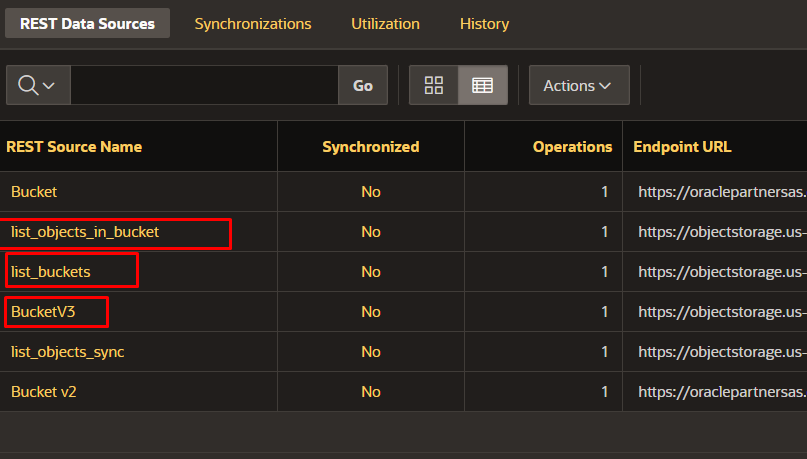 REST Data Sources Synchronizations Utilization History
Go Actions
REST Source Name Synchronized Operations Endpoint URL
Bucket No 1 https://oraclepartnersas.
list_objects_in_bucket No 1 https://objectstorage.us-
list_buckets No 1 https://objectstorage.us-
BucketV3 No 1 https://objectstorage.us-
list_objects_sync No 1 https://objectstorage.us-
Bucket v2 No 1 https://oraclepartnersas.